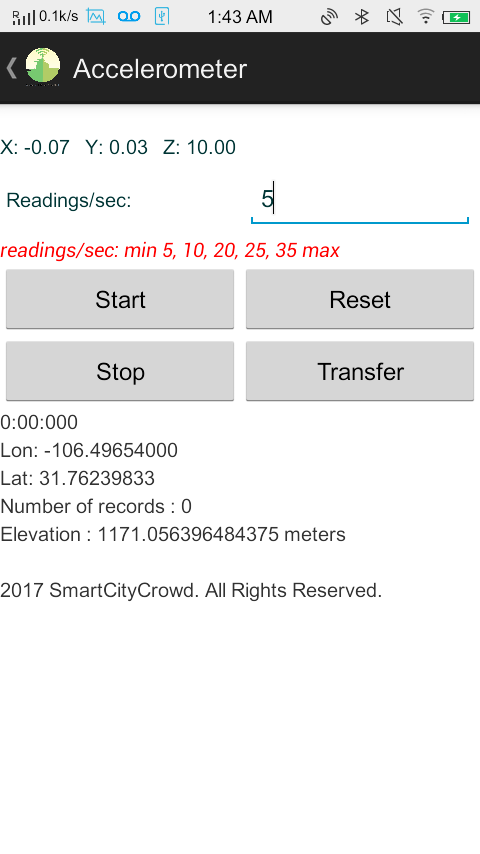 R 0.1k/s 1:43 AM
Accelerometer
X: -0.07 Y: 0.03 Z: 10.00
Readings/sec: 5
readings/sec: min 5, 10, 20, 25, 35 max
Start Reset
Stop Transfer
0:00:000
Lon: -106.49654000
Lat: 31.76239833
Number of records : 0
Elevation : 1171.056396484375 meters
2017 SmartCityCrowd. All Rights Reserved.